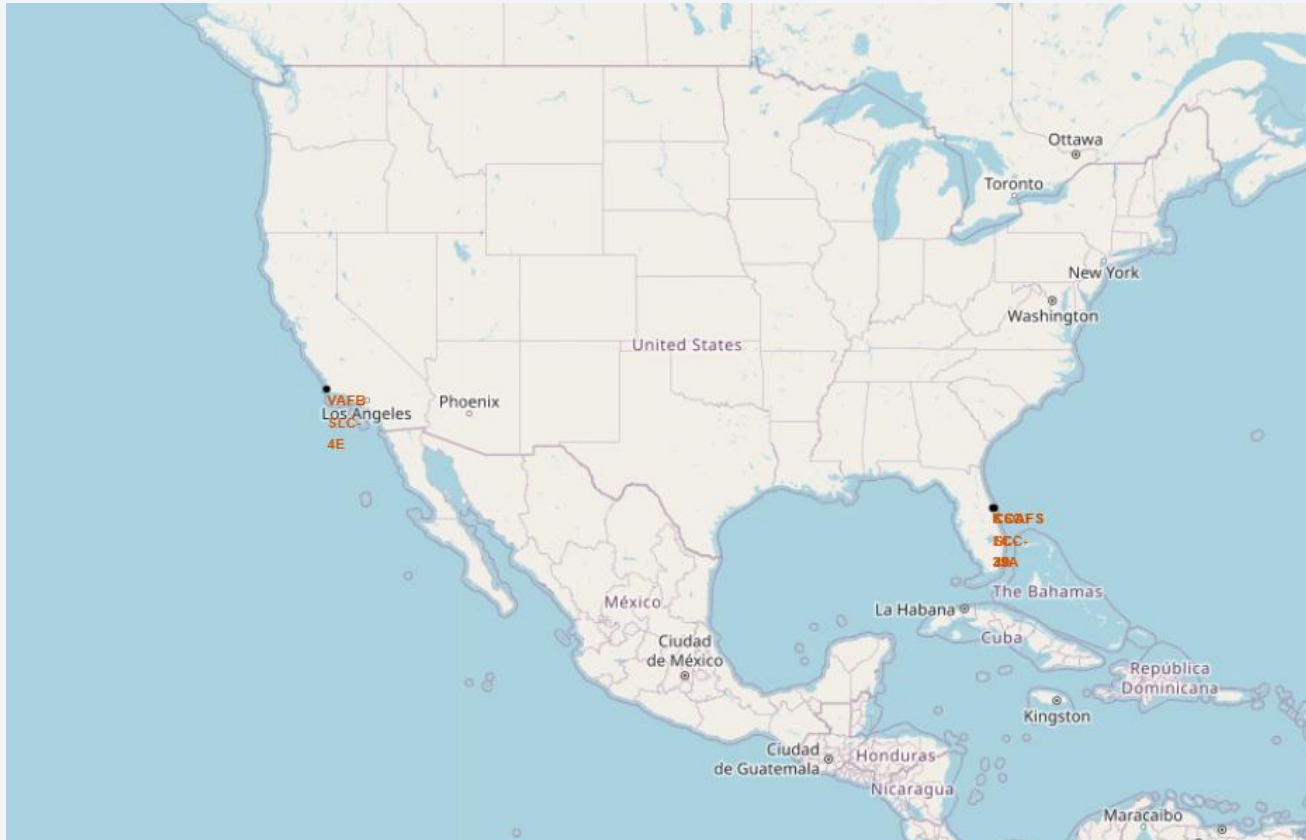 Ottawa
Toronto
New York
Washington
United States
VAFB
SLC-
4E
Los Angeles
Phoenix
The Bahamas
México
La Habana
Cuba
Ciudad
de México
República
Dominicana
Kingston
Ciudad
de Guatemala
Honduras
Nicaragua
Maracaibo